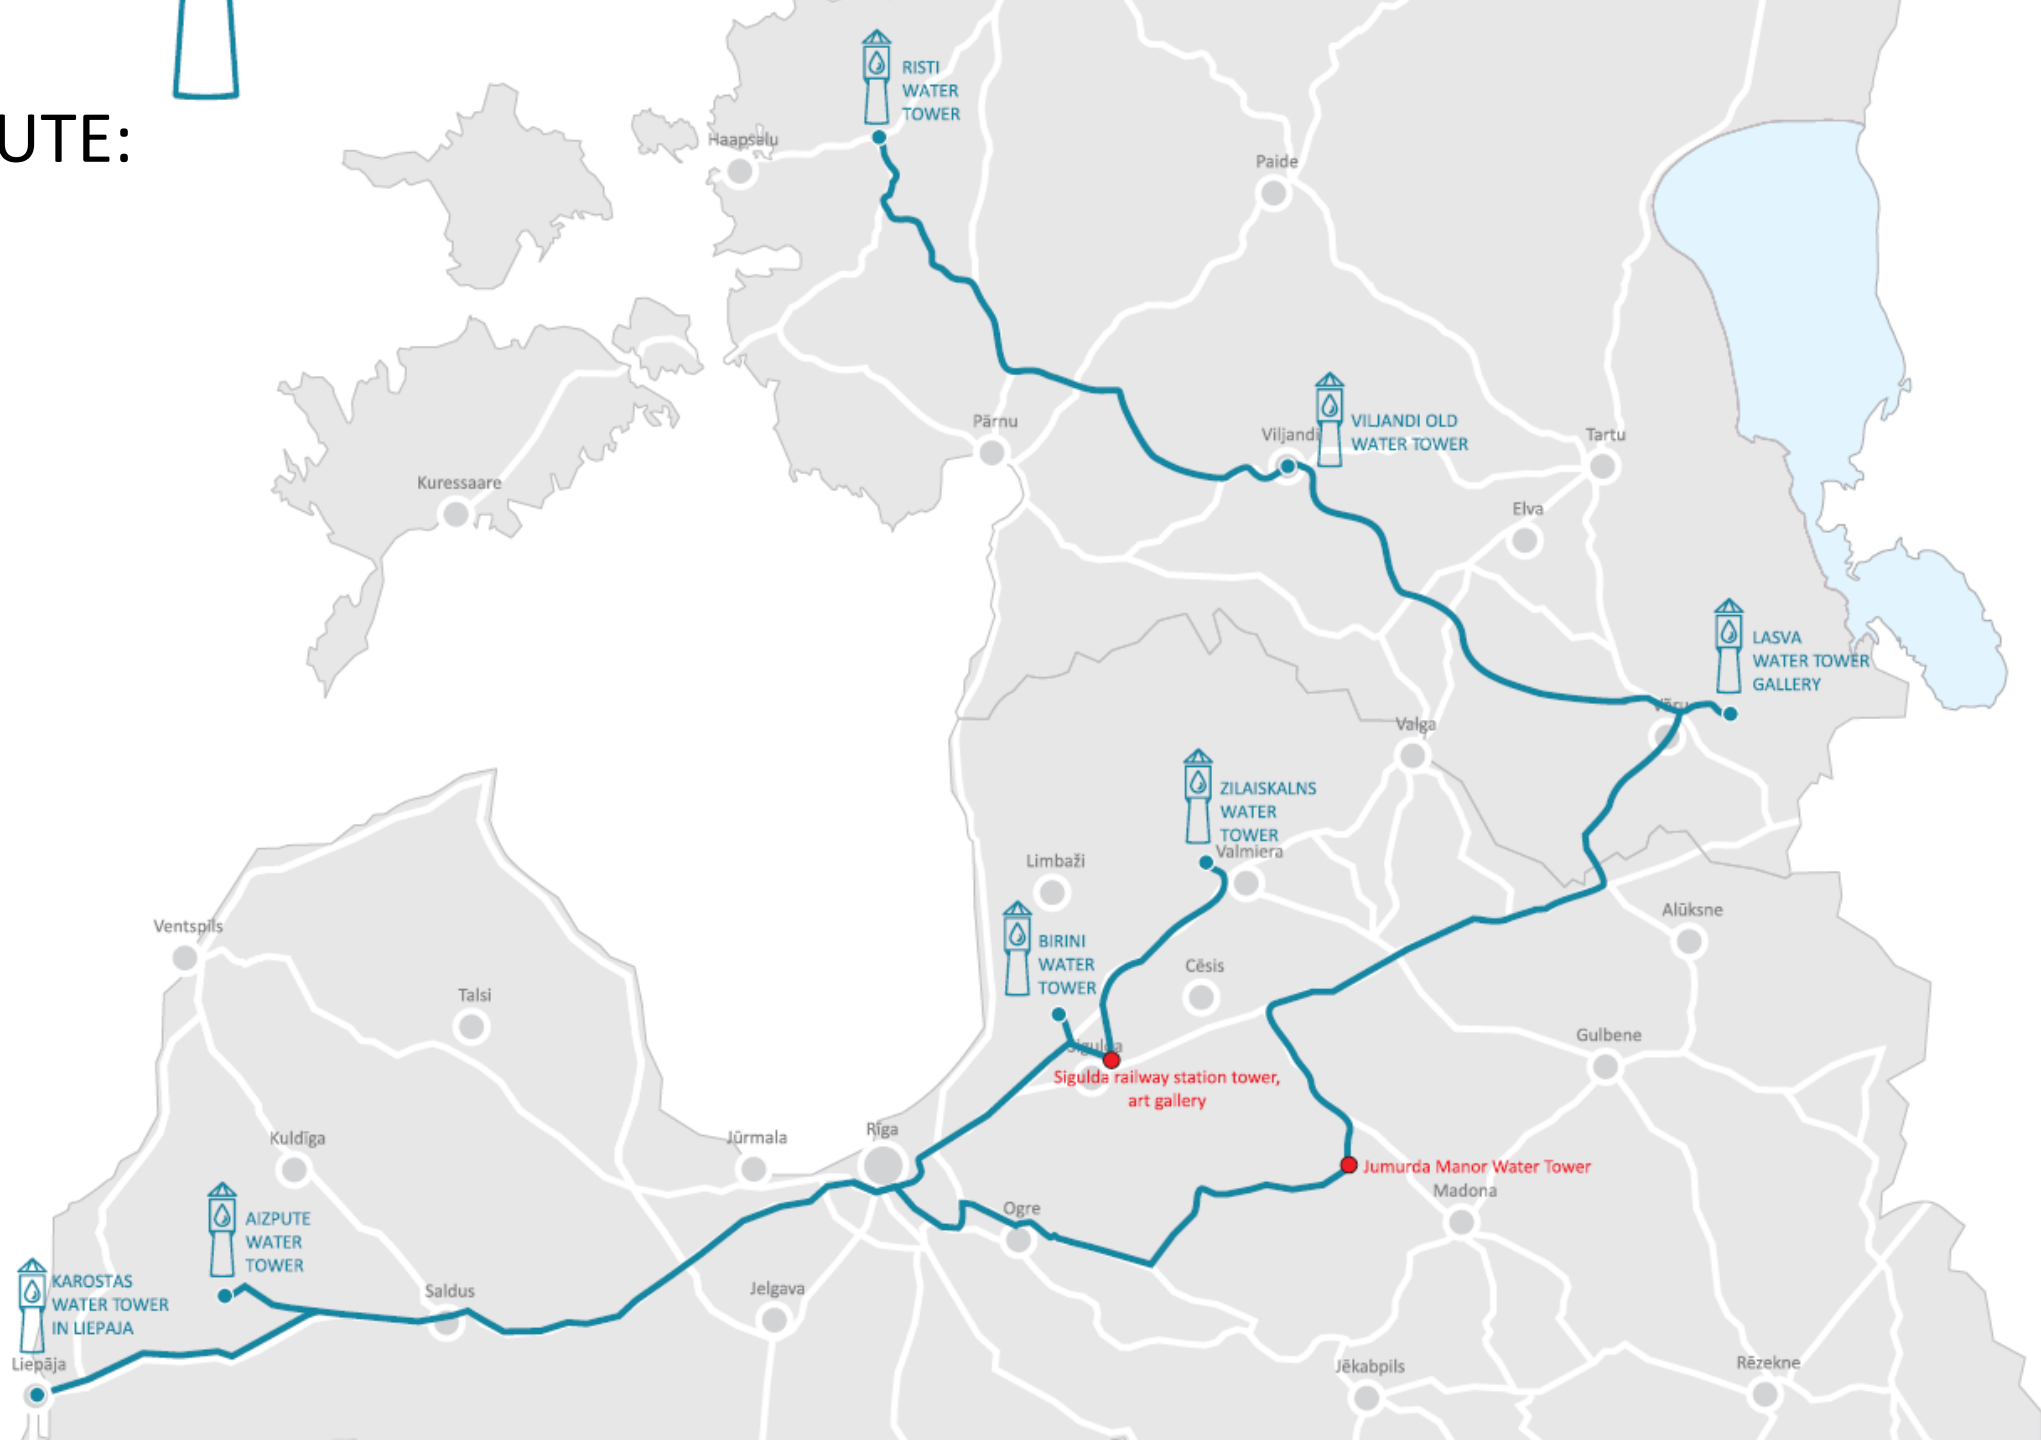 UTE:
RISTI
WATER
TOWER
Haapsalu
Paide
VILJANDI OLD
WATER TOWER
Viljandi
Pärnu
Tartu
Kuressaare
Elva
LASVA
WATER TOWER
GALLERY
Võru
Valga
ZILAISKALNS
WATER
TOWER
Valmiera
Limbaži
Alūksne
Ventspils
BIRINI
WATER
TOWER
Cēsis
Talsi
Gulbene
Sigulda
Sigulda railway station tower,
art gallery
Rīga
Jūrmala
Kuldīga
Jumurda Manor Water Tower
Madona
Ogre
AIZPUTE
WATER
TOWER
KAROSTAS
WATER TOWER
IN LIEPAJA
Saldus
Jelgava
Liepāja
Jēkabpils
Rēzekne